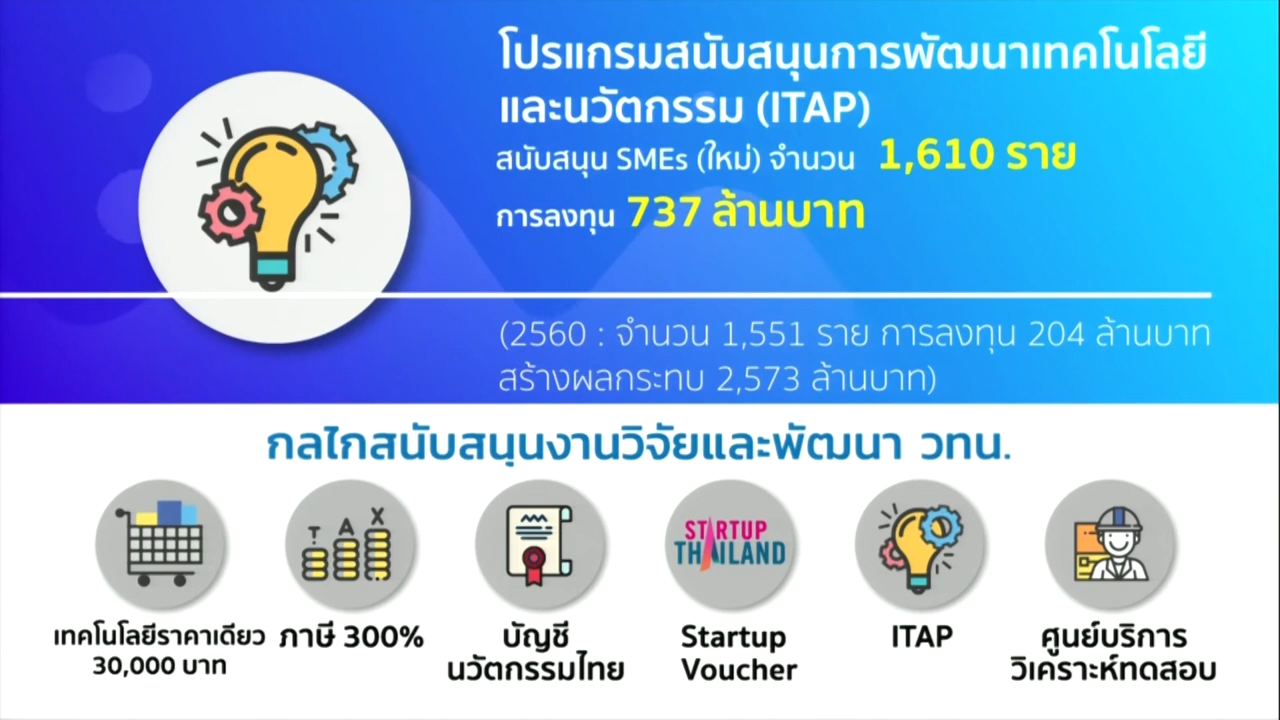 โปรแกรมสนับสนุนการพัฒนาเทคโนโลยี
และนวัตกรรม (ITAP)
สนับสนุน SMEs (ใหม่) จำนวน 1,610 ราย
การลงทุน 737 ล้านบาท
(2560 : จำนวน 1,551 ราย การลงทุน 204 ล้านบาท
สร้างผลกระทบ 2,573 ล้านบาท)
กลไกสนับสนุนงานวิจัยและพัฒนา วทน.
TAX
STARTUP
THAILAND
เทคโนโลยีราคาเดียว
30,000 บาท
ภาษี 300%
บัญชี
นวัตกรรมไทย
Startup
Voucher
ITAP
ศูนย์บริการ
วิเคราะห์ทดสอบ